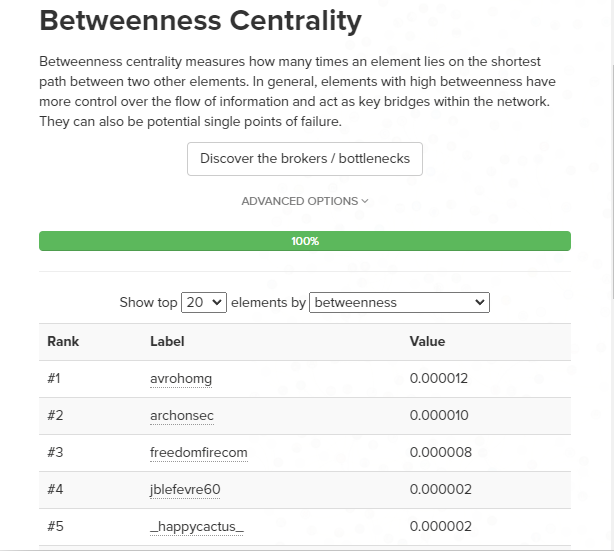 Betweenness Centrality
Betweenness centrality measures how many times an element lies on the shortest
path between two other elements. In general, elements with high betweenness have
more control over the flow of information and act as key bridges within the network.
They can also be potential single points of failure.
Discover the brokers / bottlenecks
ADVANCED OPTIONS
100%
Show top 20 elements by betweenness
Rank Label Value
#1 avrohomg 0.000012
#2 archonsec 0.000010
#3 freedomfirecom 0.000008
#4 jblefevre60 0.000002
#5 _happycactus_ 0.000002